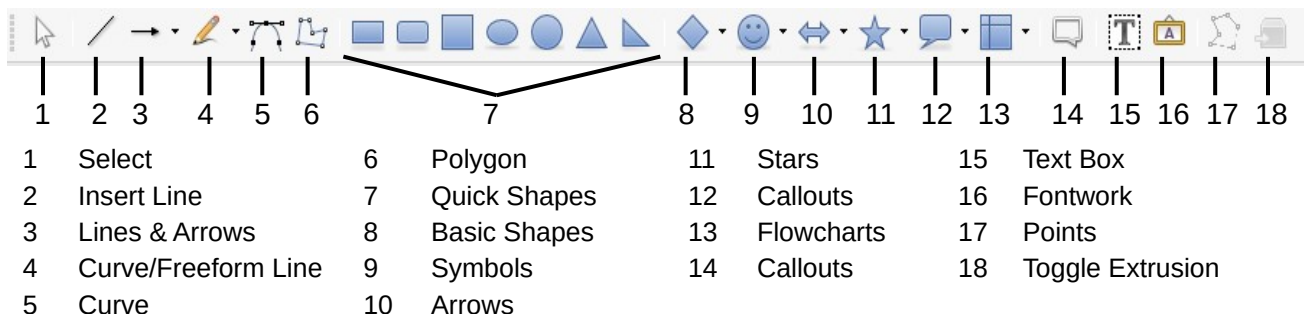 T A
1 2 3 4 5 6 7 8 9 10 11 12 13 14 15 16 17 18
1 Select 6 Polygon 11 Stars 15 Text Box
2 Insert Line 7 Quick Shapes 12 Callouts 16 Fontwork
3 Lines & Arrows 8 Basic Shapes 13 Flowcharts 17 Points
4 Curve/Freeform Line 9 Symbols 14 Callouts 18 Toggle Extrusion
5 Curve 10 Arrows